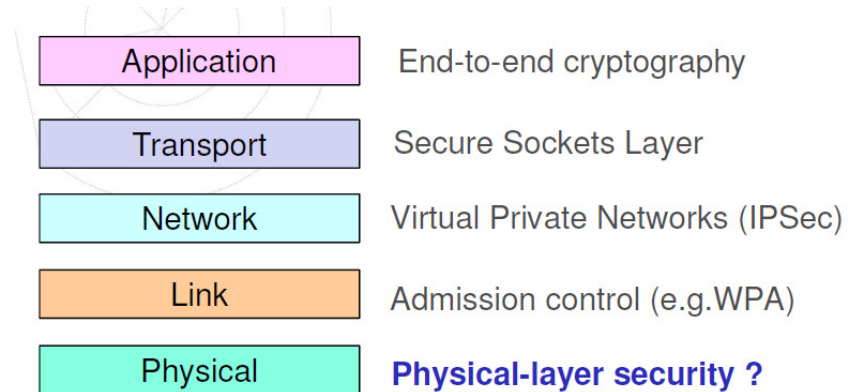 Application End-to-end cryptography
Transport Secure Sockets Layer
Network Virtual Private Networks (IPSec)
Link Admission control (e.g.WPA)
Physical Physical-layer security ?